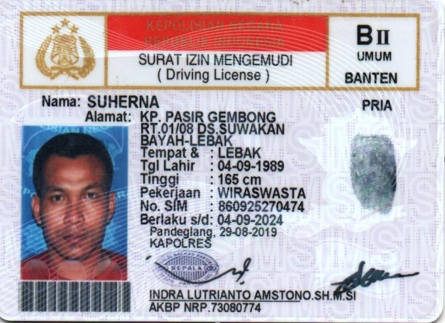 KEPOLISIAN NEGARA
REPUBLIK INDONESIA
SURAT IZIN MENGEMUDI
( Driving License )
B II
UMUM
BANTEN
Nama: SUHERNA
PRIA
Alamat: KP. PASIR GEMBONG
RT.01/08 DS.SUWAKAN
BAYAH-LEBAK
Tempat & : LEBAK
Tgl Lahir : 04-09-1989
Tinggi : 165 cm
Pekerjaan : WIRASWASTA
No. SIM : 860925270474
Berlaku s/d: 04-09-2024
Pandeglang, 29-08-2019
KAPOLRES
KEPALA
INDRA LUTRIANTO AMSTONO.SH.M.SI
AKBP NRP.73080774